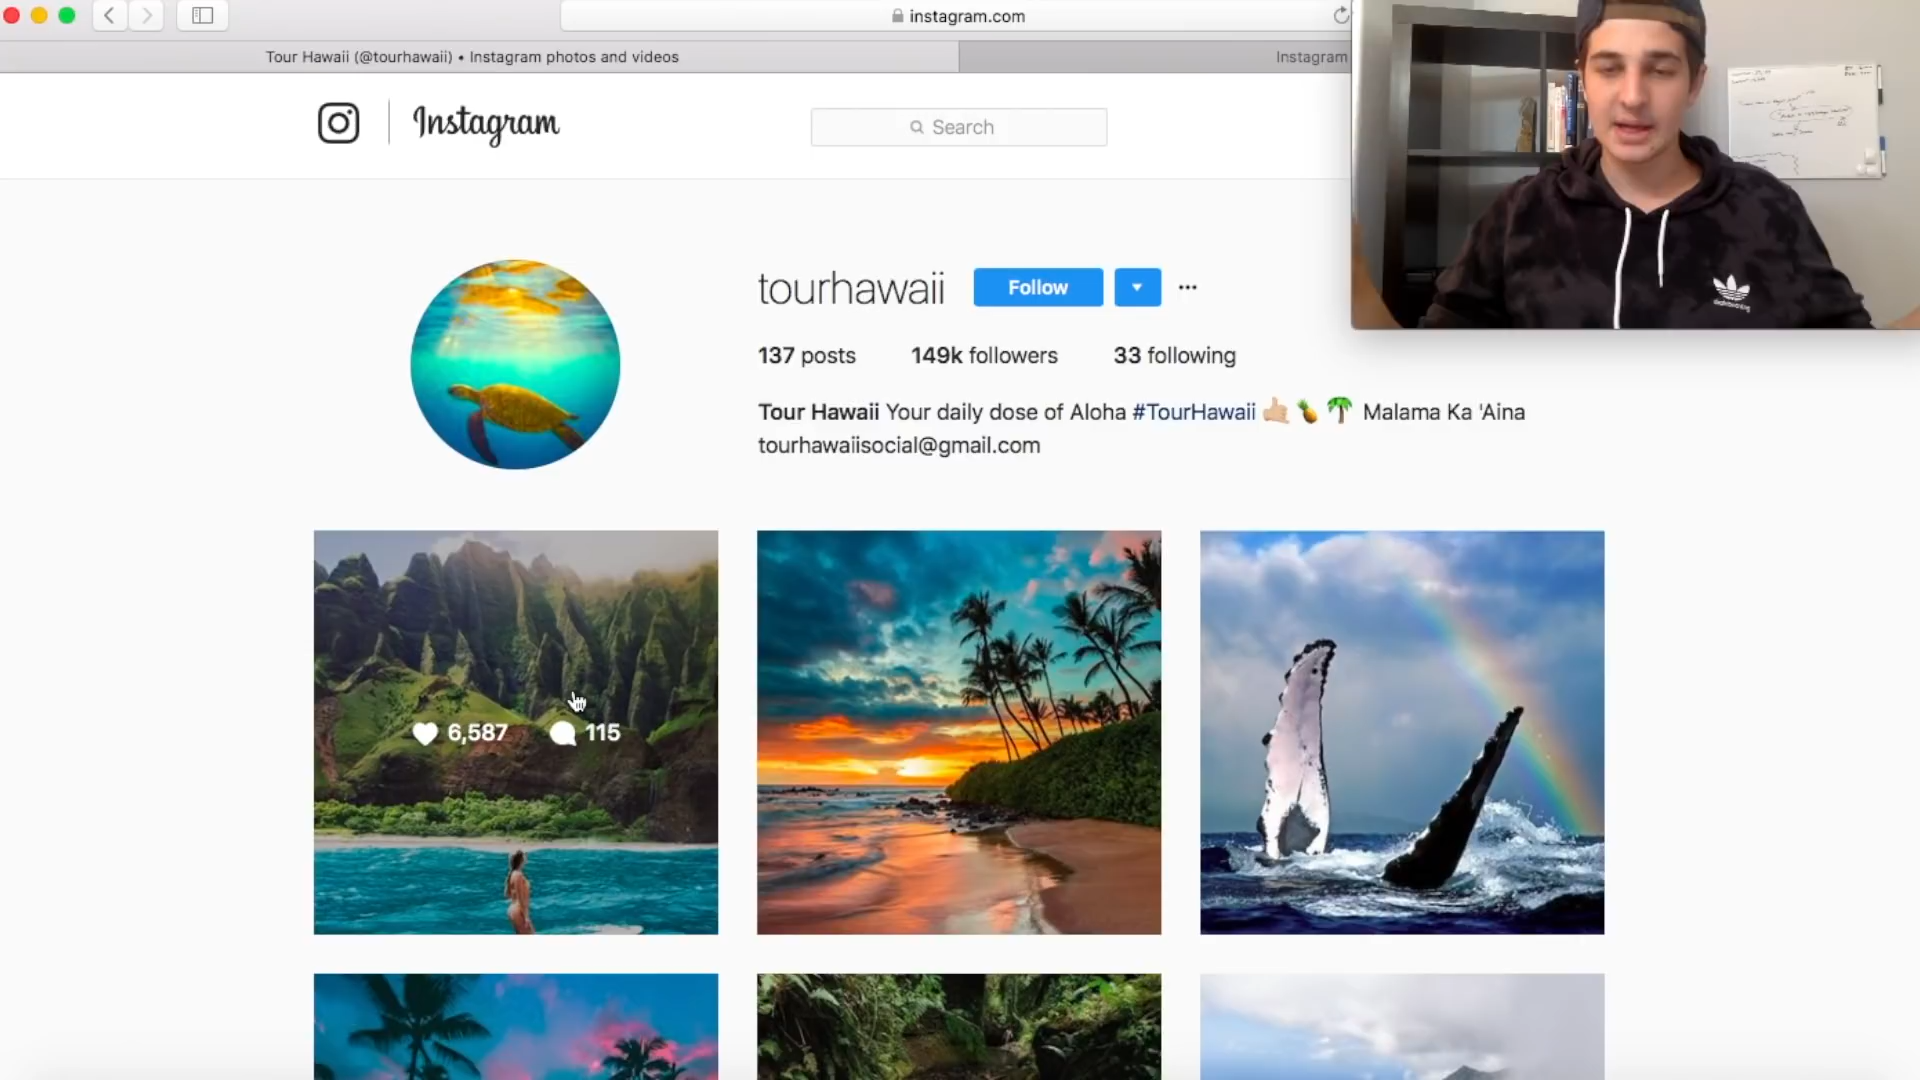 instagram.com
Tour Hawaii (@tourhawaii) • Instagram photos and videos
Instagram
Instagram
Search
tourhawaii
Follow
137 posts 149k followers 33 following
Tour Hawaii Your daily dose of Aloha #TourHawaii 🤙🏼🍍🌴 Malama Ka 'Aina
tourhawaiisocial@gmail.com
6,587 115